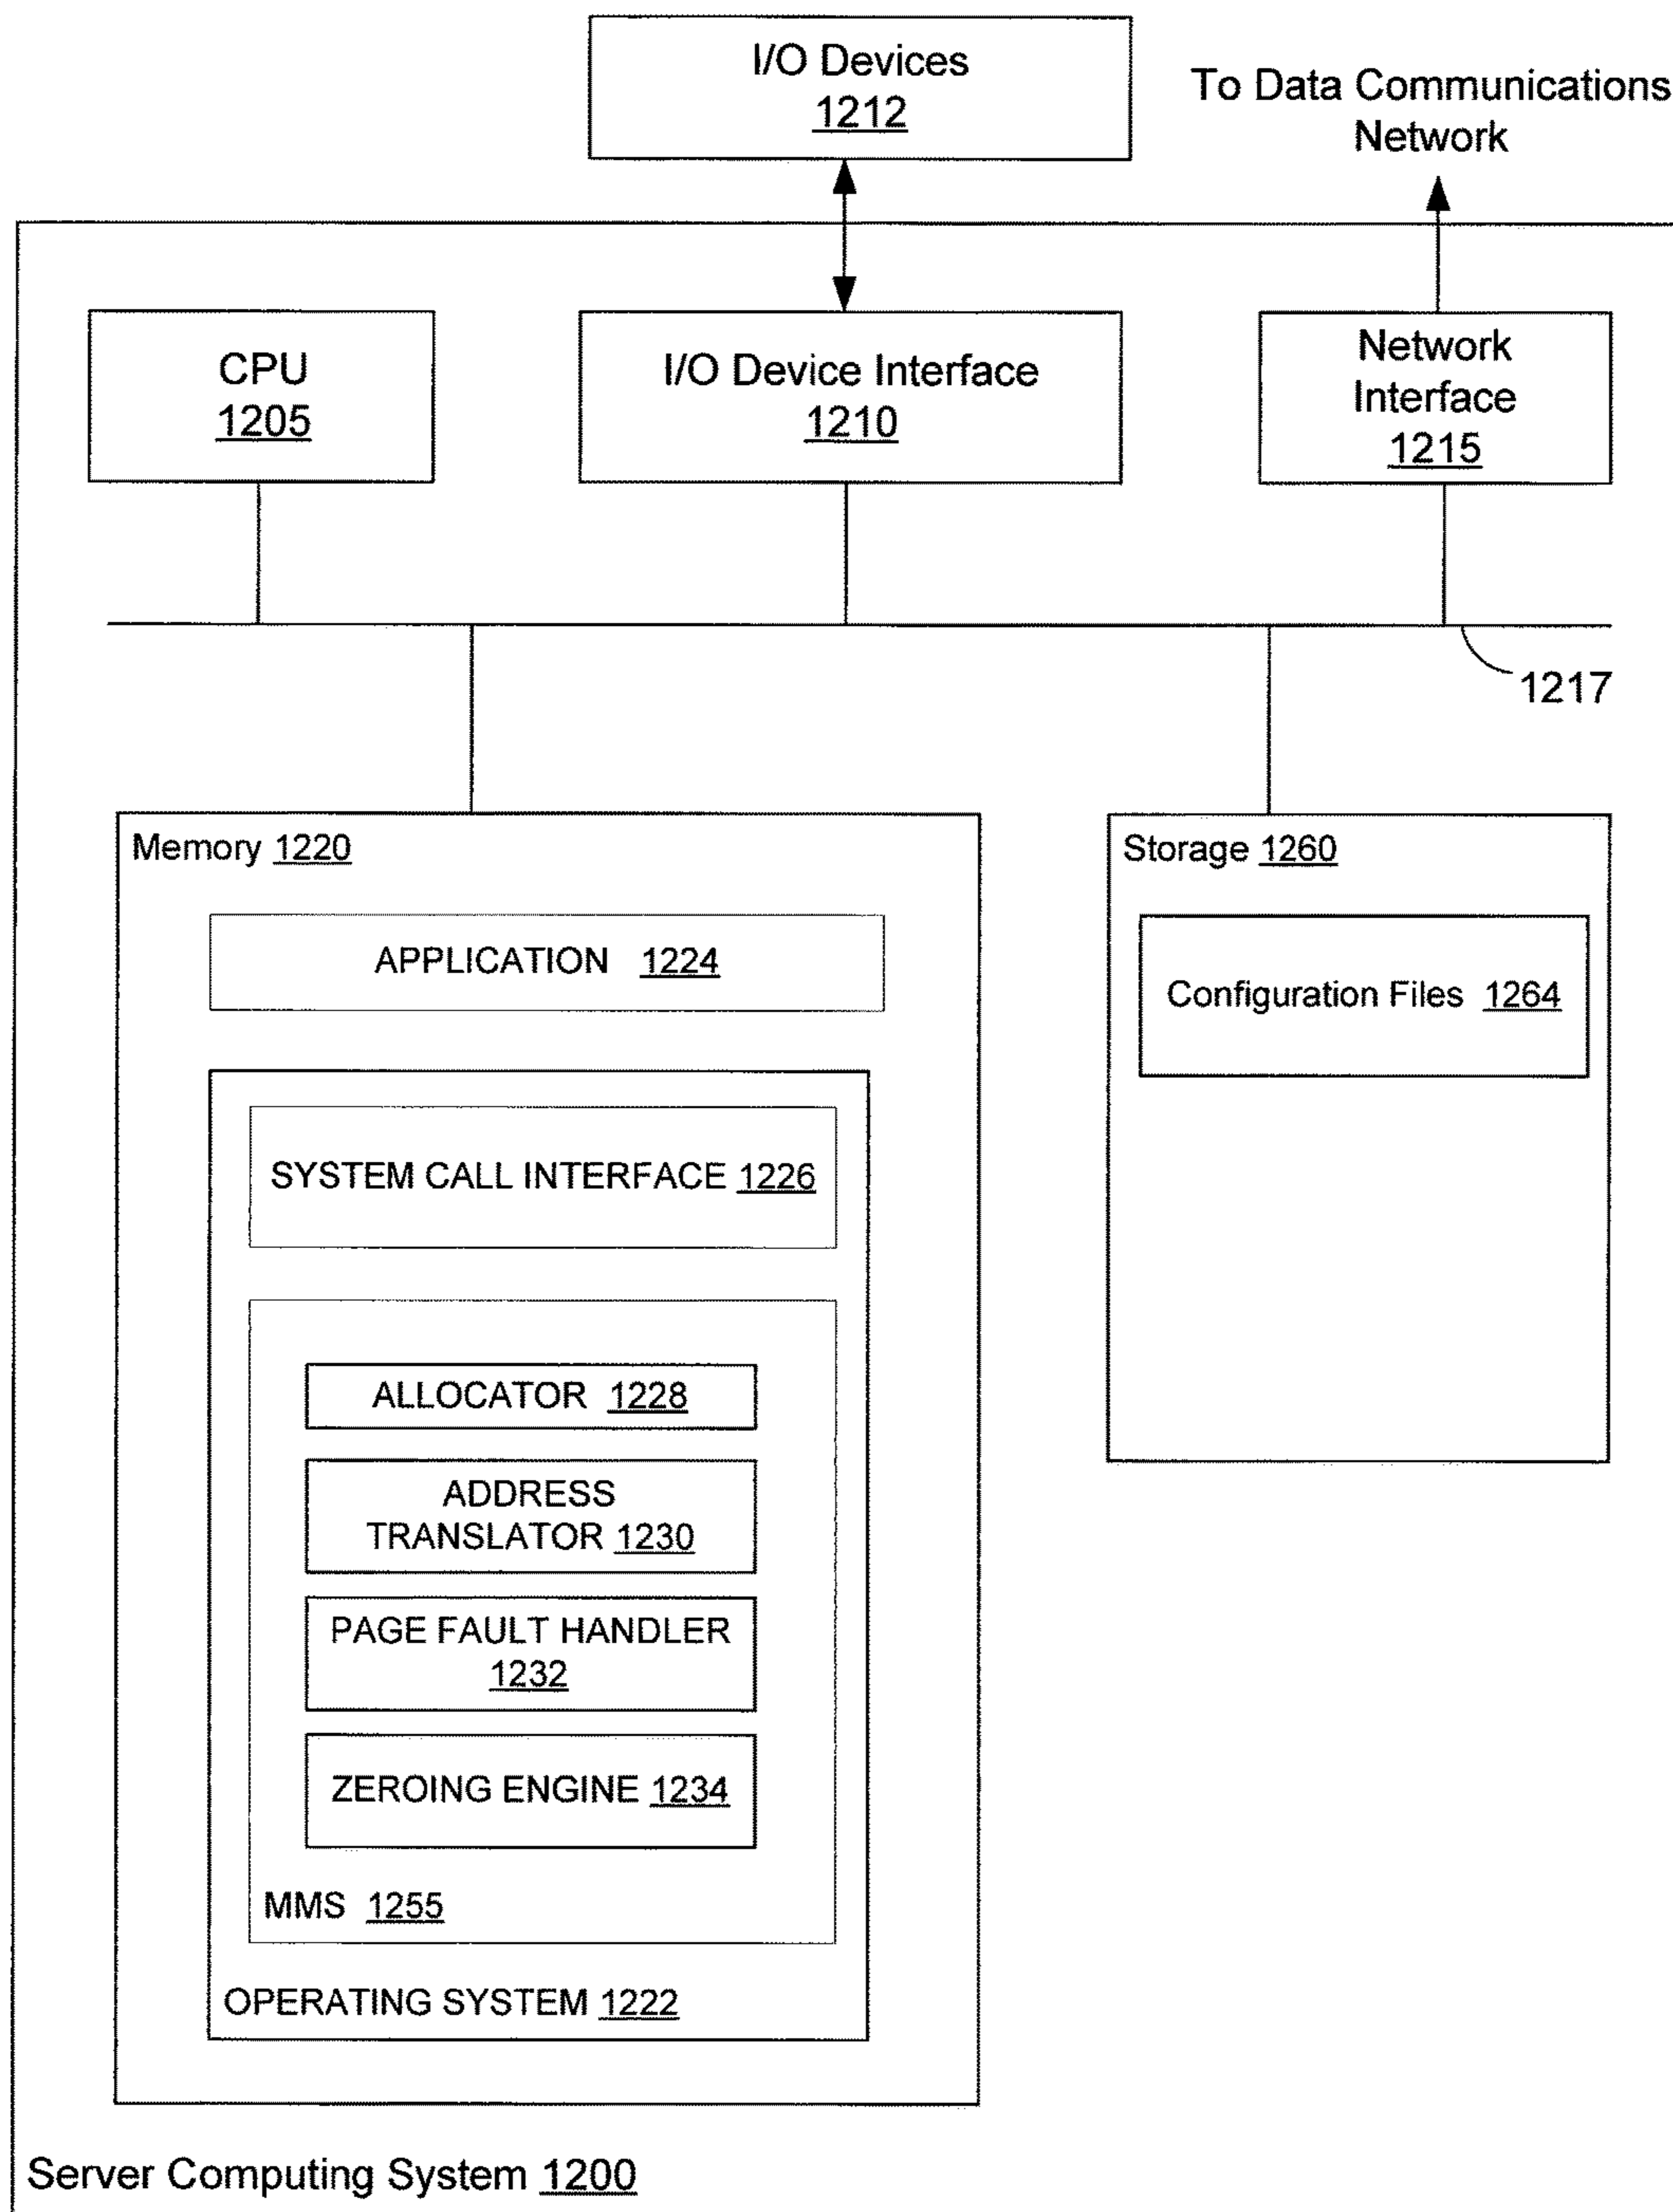 I/O Devices
1212
To Data Communications
Network
CPU
1205
I/O Device Interface
1210
Network
Interface
1215
1217
Memory 1220
APPLICATION 1224
SYSTEM CALL INTERFACE 1226
ALLOCATOR 1228
ADDRESS
TRANSLATOR 1230
PAGE FAULT HANDLER
1232
ZEROING ENGINE 1234
MMS 1255
OPERATING SYSTEM 1222
Storage 1260
Configuration Files 1264
Server Computing System 1200